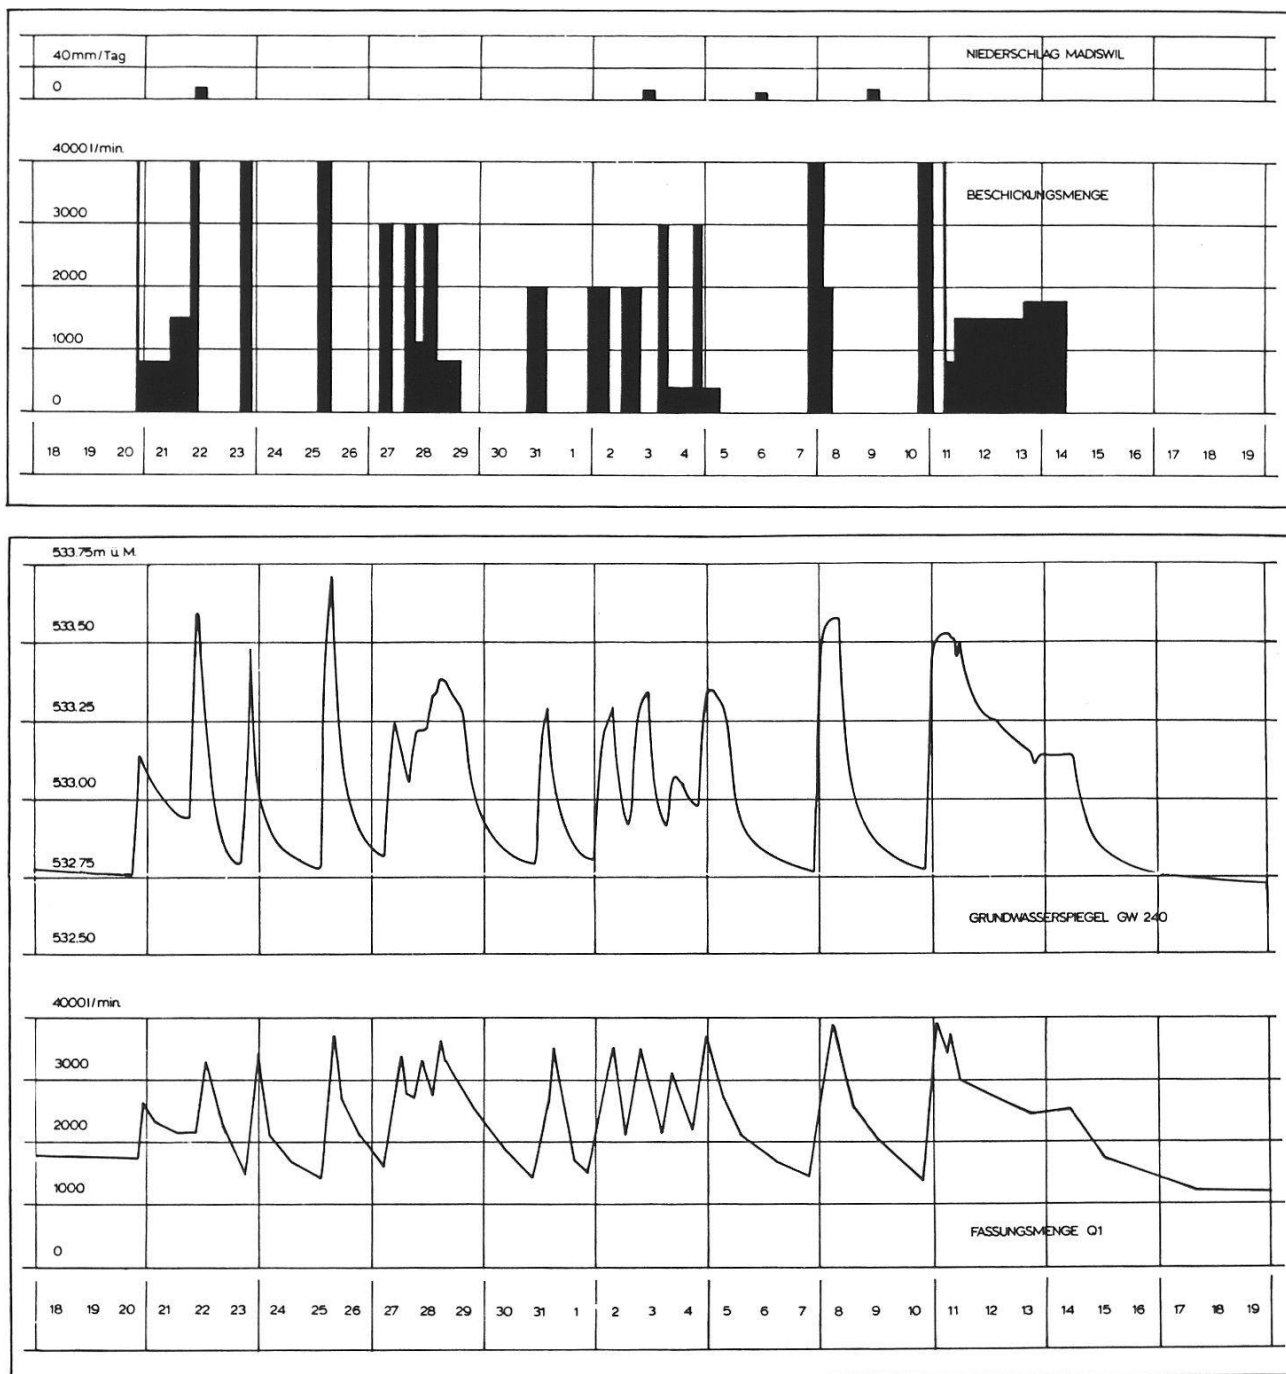 40mm/Tag
NIEDERSCHLAG MADISWIL
0
4000 l/min.
BESCHICKUNGSMENGE
3000
2000
1000
0
18 19 20 21 22 23 24 25 26 27 28 29 30 31 1 2 3 4 5 6 7 8 9 10 11 12 13 14 15 16 17 18 19
533.75m ü.M.
533.50
533.25
533.00
532.75
GRUNDWASSERSPIEGEL GW 240
532.50
4000 l/min.
3000
2000
1000
FASSUNGSMENGE Q1
0
18 19 20 21 22 23 24 25 26 27 28 29 30 31 1 2 3 4 5 6 7 8 9 10 11 12 13 14 15 16 17 18 19